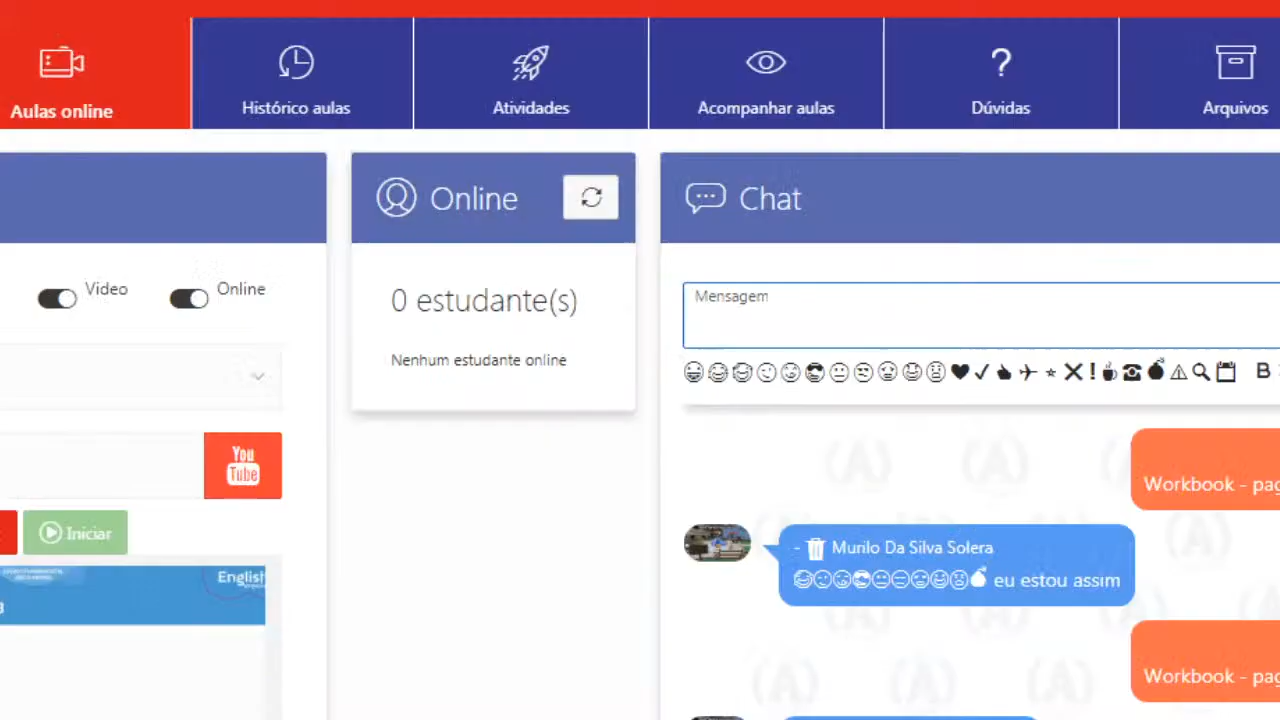 Aulas online
Histórico aulas
Atividades
Acompanhar aulas
Dúvidas
Arquivos
Online
Chat
Video
Online
0 estudante(s)
Nenhum estudante online
Mensagem
B
You
Tube
Iniciar
English
Workbook - pag
- Murilo Da Silva Solera
eu estou assim
Workbook - pag